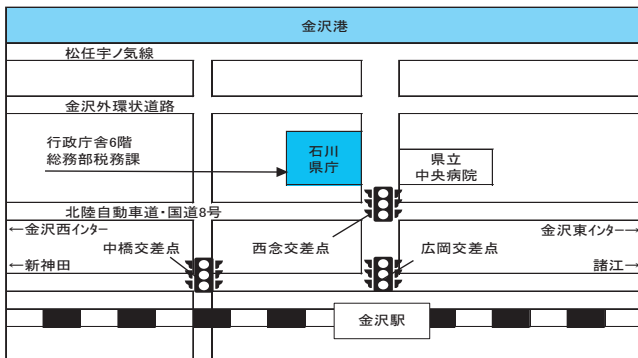 金沢港
松任宇ノ気線
金沢外環状道路
行政庁舎6階
総務部税務課
石川
県庁
県立
中央病院
北陸自動車道・国道8号
←金沢西インター
金沢東インター→
中橋交差点
西念交差点
広岡交差点
←新神田
諸江→
金沢駅